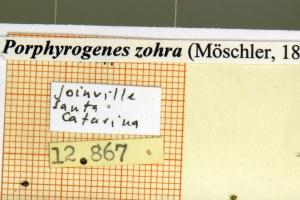 Porphyrogenes zohra (Möschler, 18
Joinville
Santa
Catarina
12.867